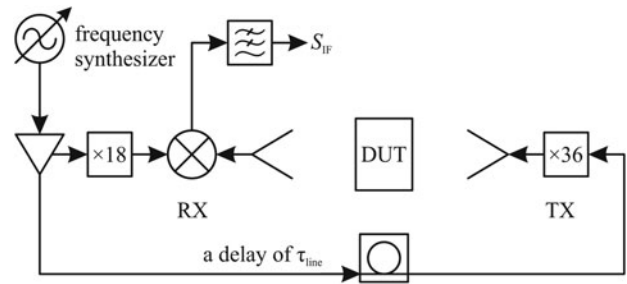 frequency
synthesizer
S_IF
×18
DUT
×36
RX
TX
a delay of τ_line